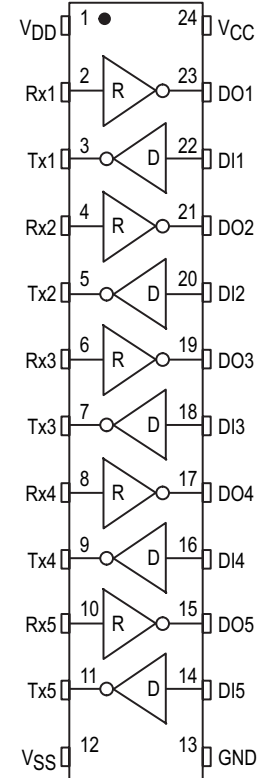 VDD 1 24 VCC
Rx1 2 R 23 DO1
Tx1 3 D 22 DI1
Rx2 4 R 21 DO2
Tx2 5 D 20 DI2
Rx3 6 R 19 DO3
Tx3 7 D 18 DI3
Rx4 8 R 17 DO4
Tx4 9 D 16 DI4
Rx5 10 R 15 DO5
Tx5 11 D 14 DI5
VSS 12 13 GND